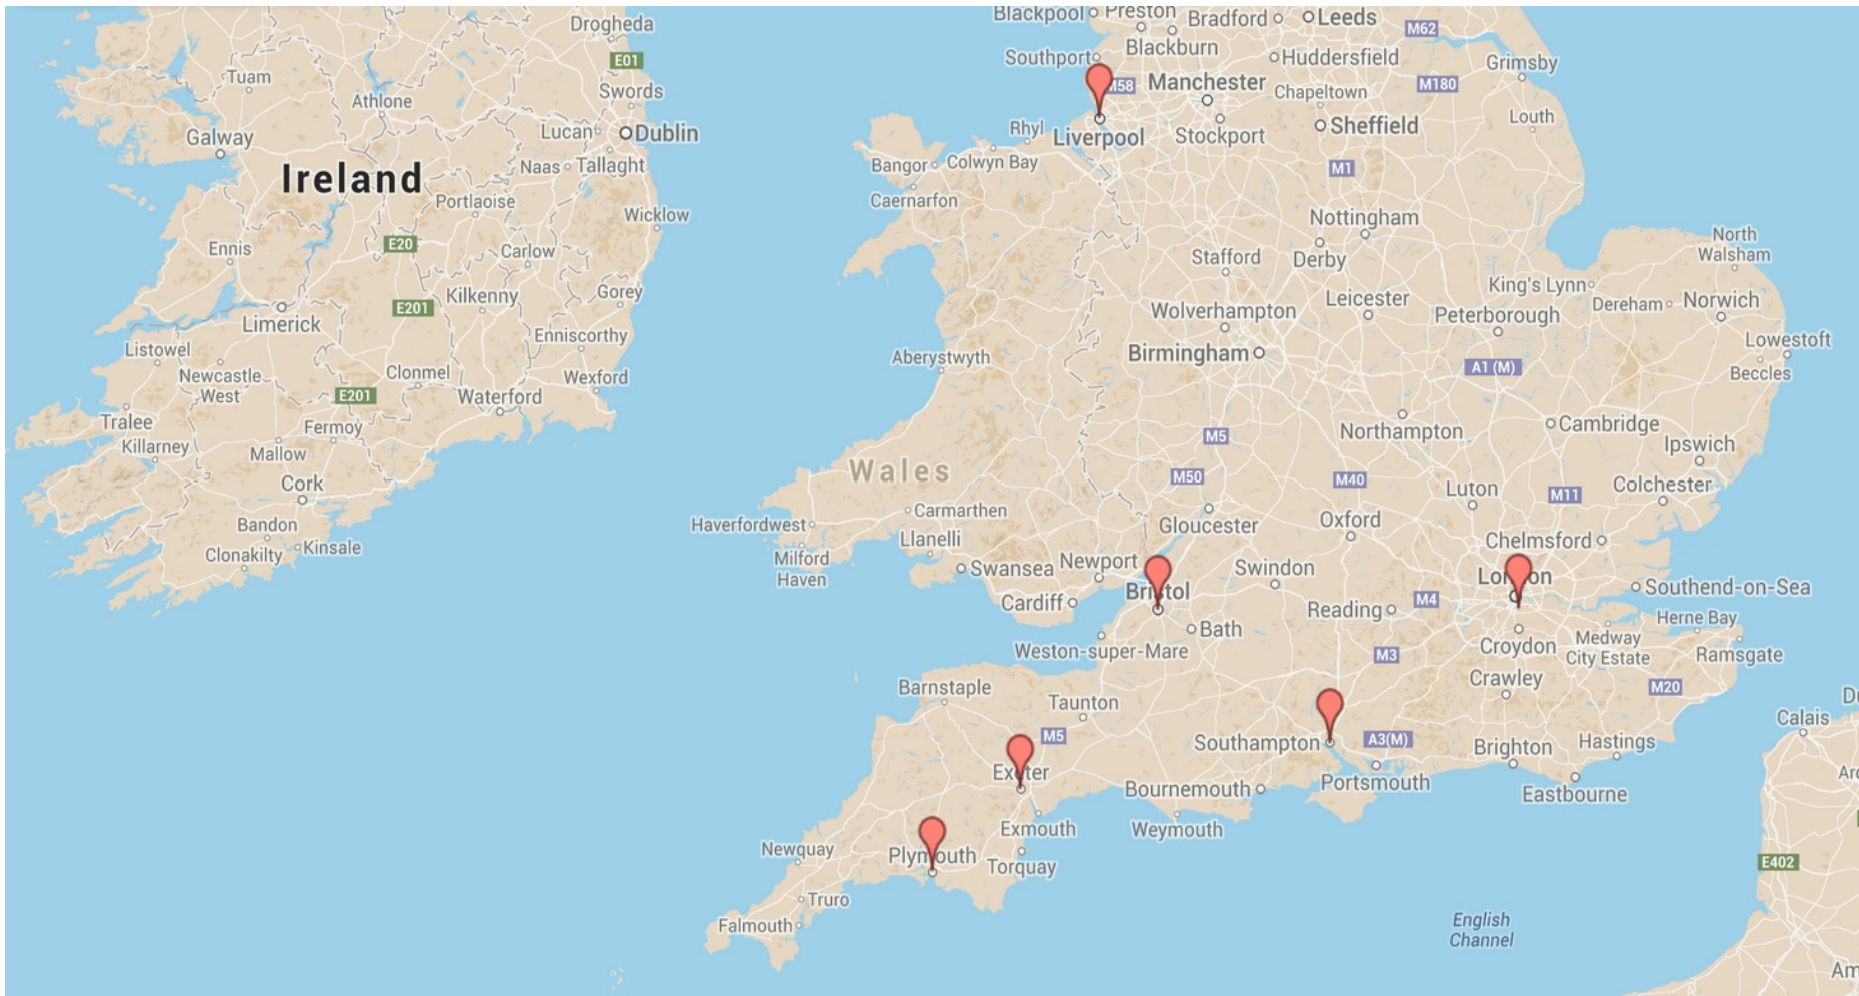 Drogheda
E01
Tuam
Athlone
Swords
Galway
Lucan
Dublin
Ireland
Naas
Tallaght
Portlaoise
Wicklow
Ennis
E20
Carlow
Kilkenny
Gorey
E201
Limerick
Enniscorthy
Listowel
Newcastle
West
Clonmel
Wexford
E201
Waterford
Tralee
Fermoy
Killarney
Mallow
Cork
Bandon
Clonakilty
Kinsale
Blackpool
Preston
Bradford
Leeds
M62
Blackburn
Southport
Huddersfield
Grimsby
M58
Manchester
Chapeltown
M180
Louth
Rhyl
Liverpool
Stockport
Sheffield
Bangor
Colwyn Bay
M1
Caernarfon
Nottingham
North
Walsham
Stafford
Derby
King's Lynn
Dereham
Norwich
Wolverhampton
Leicester
Peterborough
Lowestoft
Birmingham
Aberystwyth
A1 (M)
Beccles
Northampton
Cambridge
M5
Ipswich
Wales
M50
M40
Luton
M11
Colchester
Haverfordwest
Carmarthen
Gloucester
Oxford
Llanelli
Chelmsford
Milford
Haven
Swansea
Newport
Swindon
London
Southend-on-Sea
Bristol
Cardiff
Reading
M4
Herne Bay
Bath
Croydon
Medway
City Estate
Weston-super-Mare
M3
Ramsgate
Barnstaple
Crawley
M20
Taunton
Calais
M5
Southampton
A3(M)
Brighton
Hastings
Exeter
Bournemouth
Portsmouth
Eastbourne
Exmouth
Weymouth
Newquay
Plymouth
Torquay
E402
Truro
Falmouth
English
Channel
Am